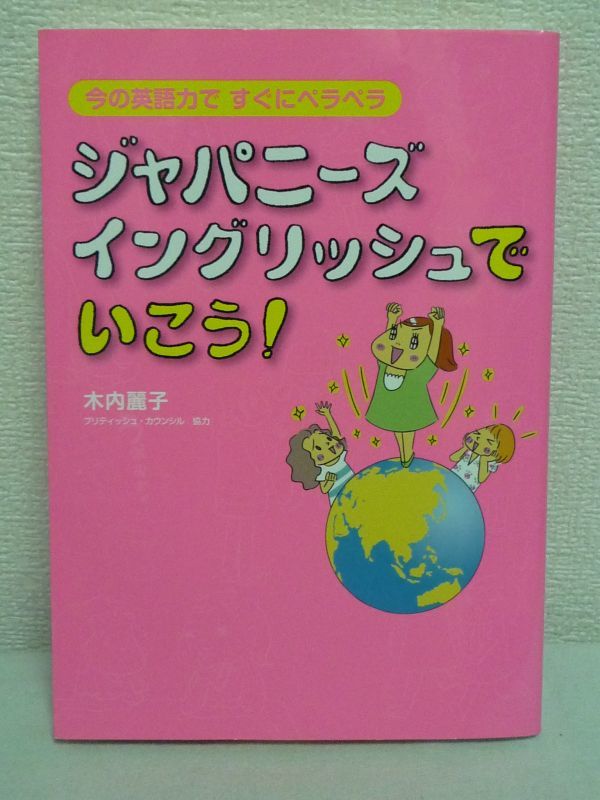 今の英語力で すぐにペラペラ
ジャパニーズ
イングリッシュで
いこう!
木内麗子
ブリティッシュ・カウンシル 協力